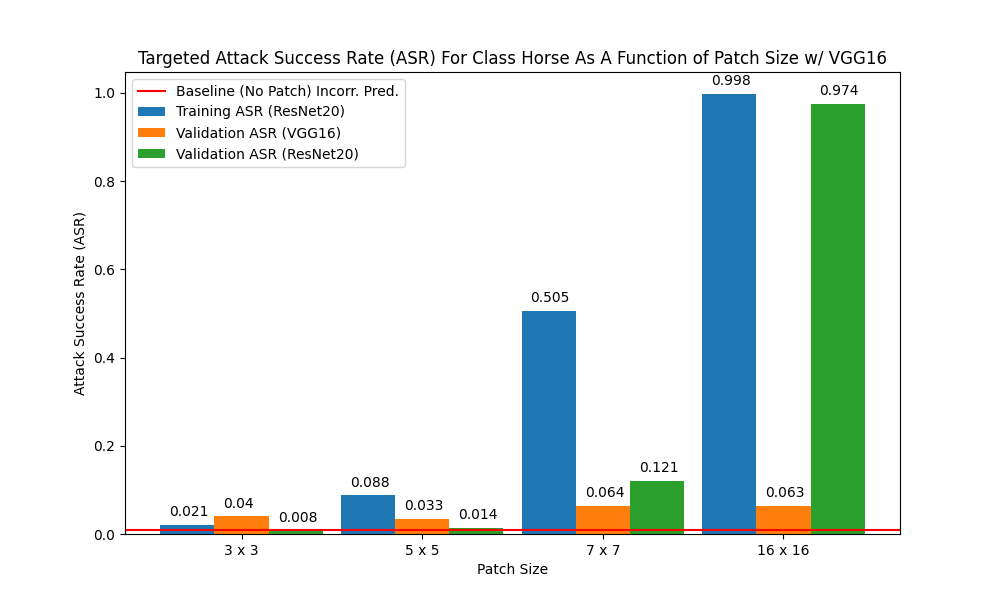 Targeted Attack Success Rate (ASR) For Class Horse As A Function of Patch Size w/ VGG16
Baseline (No Patch) Incorr. Pred.
Training ASR (ResNet20)
Validation ASR (VGG16)
Validation ASR (ResNet20)
Attack Success Rate (ASR)
1.0
0.8
0.6
0.4
0.2
0.0
0.021
0.04
0.008
0.088
0.033
0.014
0.505
0.064
0.121
0.998
0.063
0.974
3 x 3
5 x 5
7 x 7
16 x 16
Patch Size